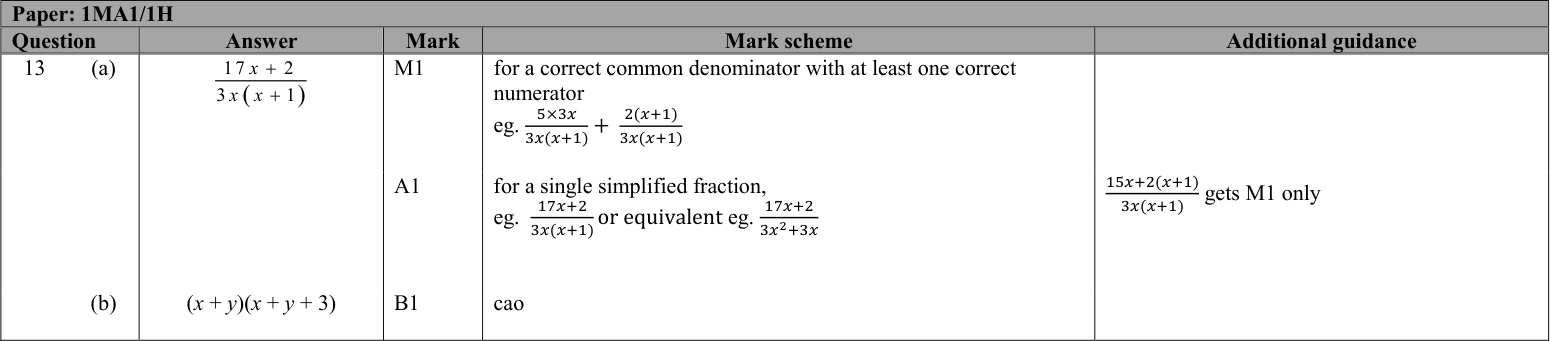 Paper: 1MA1/1H
Question Answer Mark Mark scheme Additional guidance
13 (a) \frac{17x + 2}{3x(x + 1)} M1 for a correct common denominator with at least one correct
numerator
eg. \frac{5×3x}{3x(x+1)} + \frac{2(x+1)}{3x(x+1)}
A1 for a single simplified fraction, \frac{15x+2(x+1)}{3x(x+1)} gets M1 only
eg. \frac{17x+2}{3x(x+1)} or equivalent eg. \frac{17x+2}{3x²+3x}
(b) (x + y)(x + y + 3) B1 cao